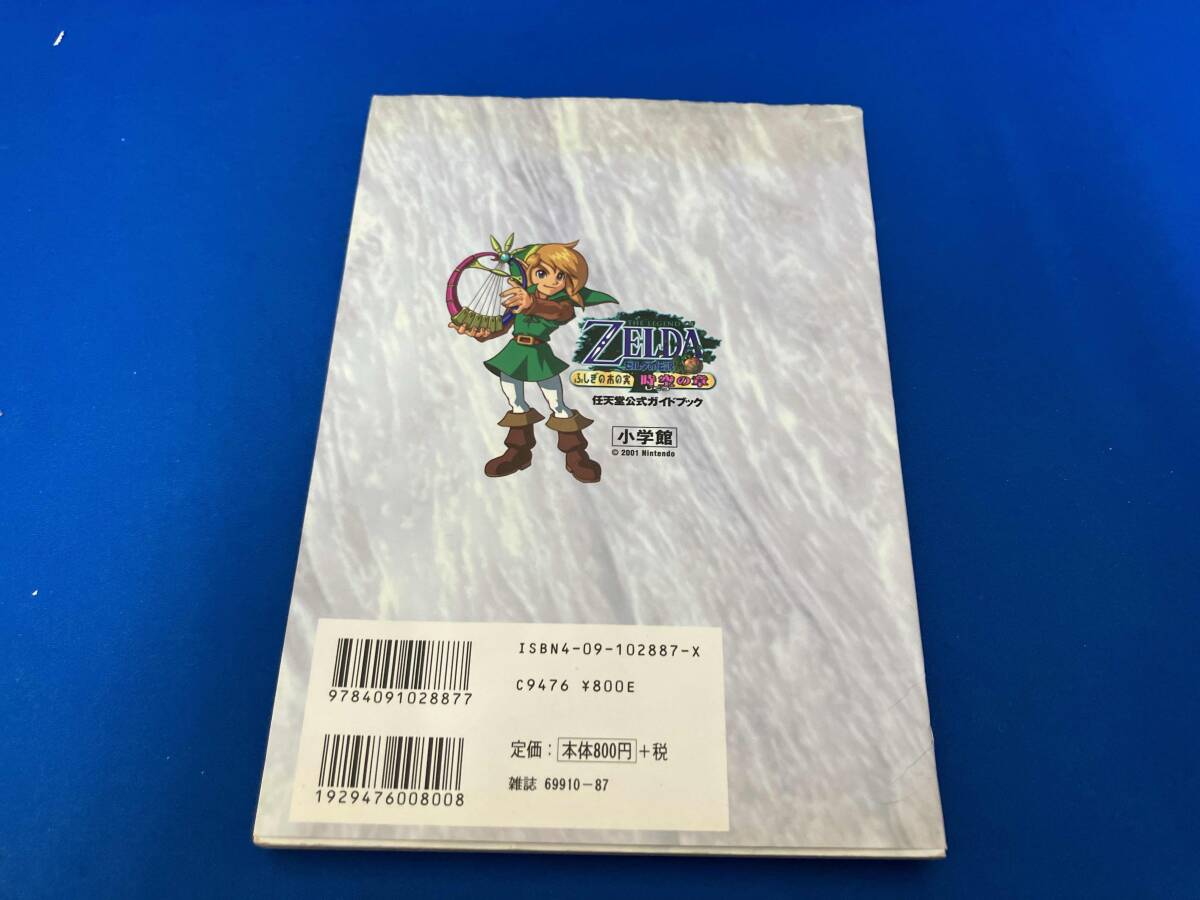 THE LEGEND OF
ZELDA
ゼルダの伝説
ふしぎの木の実 時空の章
任天堂公式ガイドブック
小学館
© 2001 Nintendo
ISBN4-09-102887-X
C9476 ¥800E
9784091028877
定価：本体800円+税
雑誌 69910-87
1929476008008